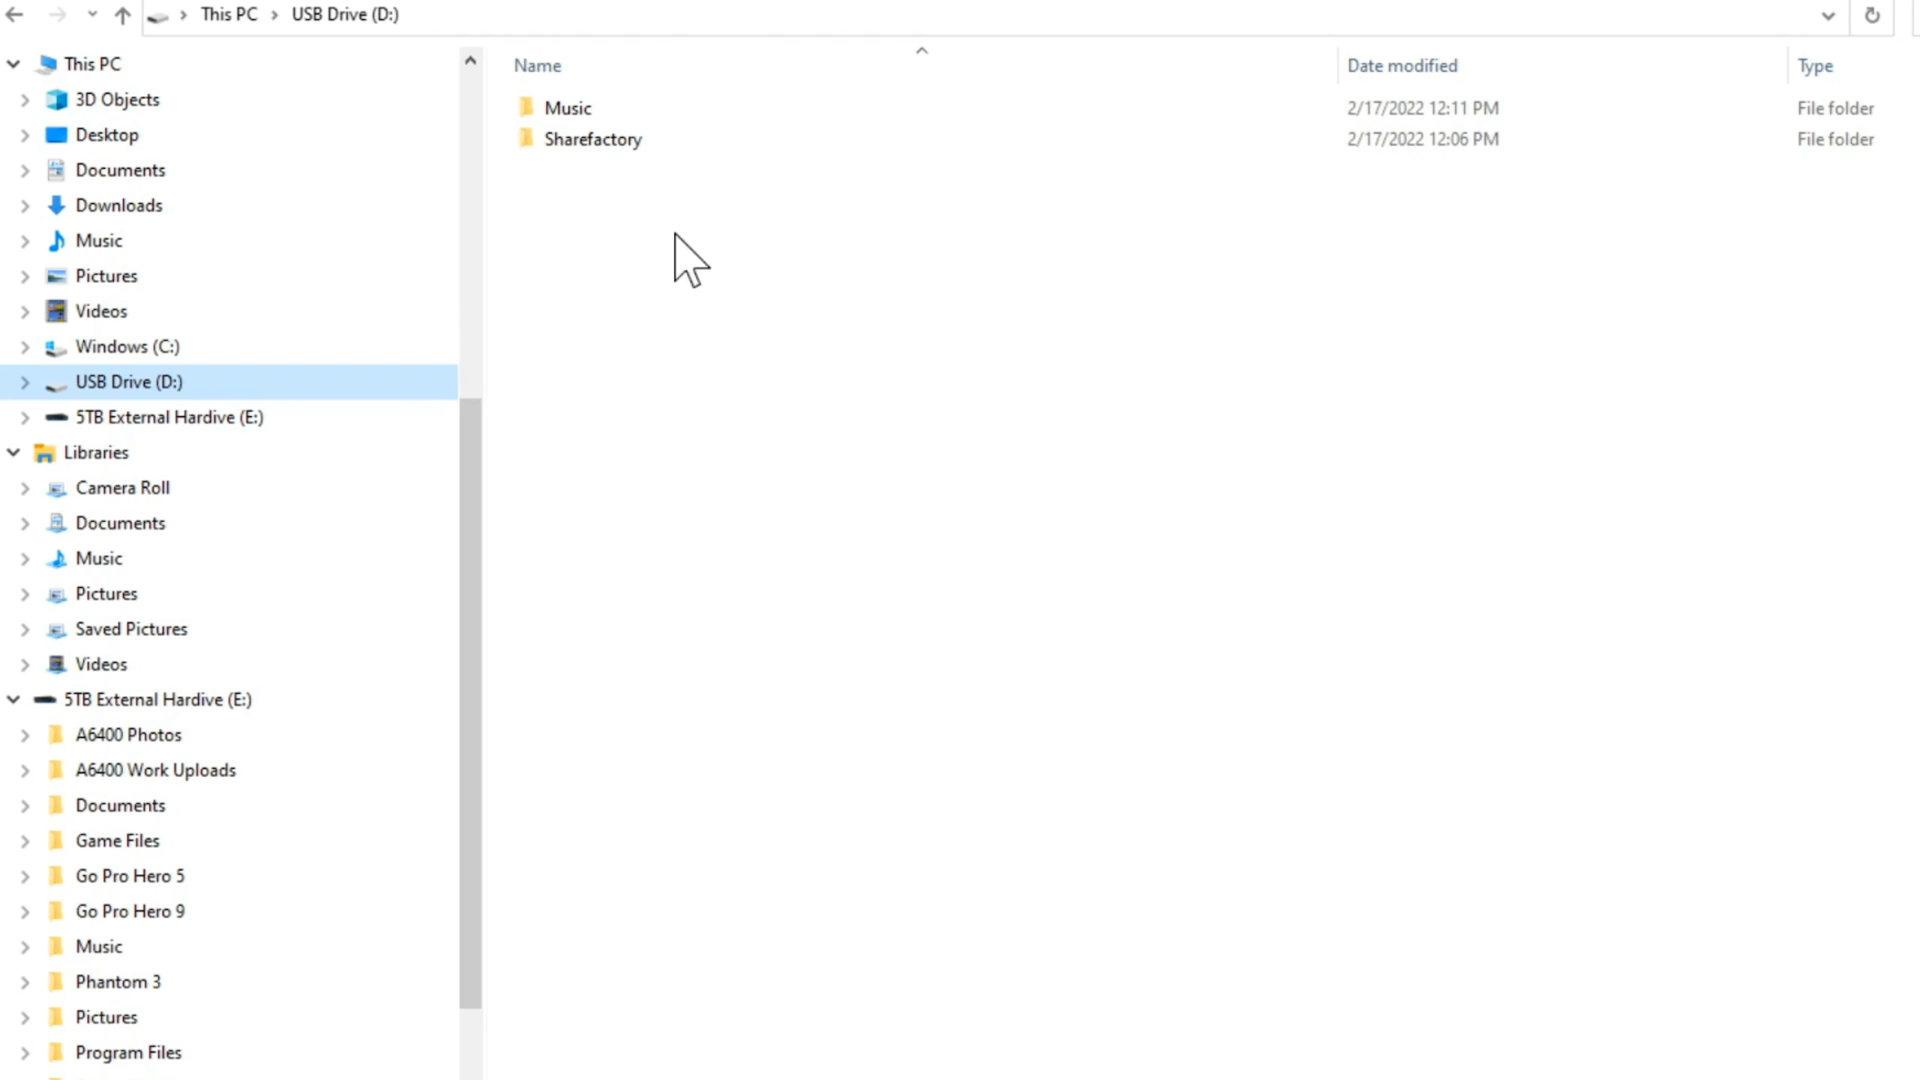 This PC > USB Drive (D:)
Name
Date modified
Type
Music
2/17/2022 12:11 PM
File folder
Sharefactory
2/17/2022 12:06 PM
File folder
This PC
3D Objects
Desktop
Documents
Downloads
Music
Pictures
Videos
Windows (C:)
USB Drive (D:)
5TB External Hardive (E:)
Libraries
Camera Roll
Documents
Music
Pictures
Saved Pictures
Videos
5TB External Hardive (E:)
A6400 Photos
A6400 Work Uploads
Documents
Game Files
Go Pro Hero 5
Go Pro Hero 9
Music
Phantom 3
Pictures
Program Files